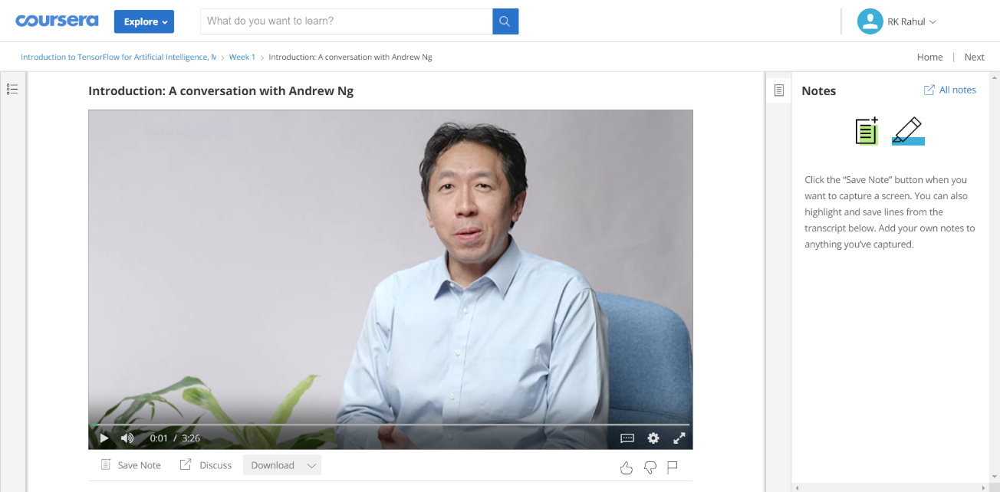 coursera
Explore
What do you want to learn?
RK Rahul
Introduction to TensorFlow for Artificial Intelligence, M > Week 1 > Introduction: A conversation with Andrew Ng
Home | Next
Introduction: A conversation with Andrew Ng
0:01 / 3:26
Save Note
Discuss
Download
Notes
All notes
Click the “Save Note” button when you
want to capture a screen. You can also
highlight and save lines from the
transcript below. Add your own notes to
anything you’ve captured.